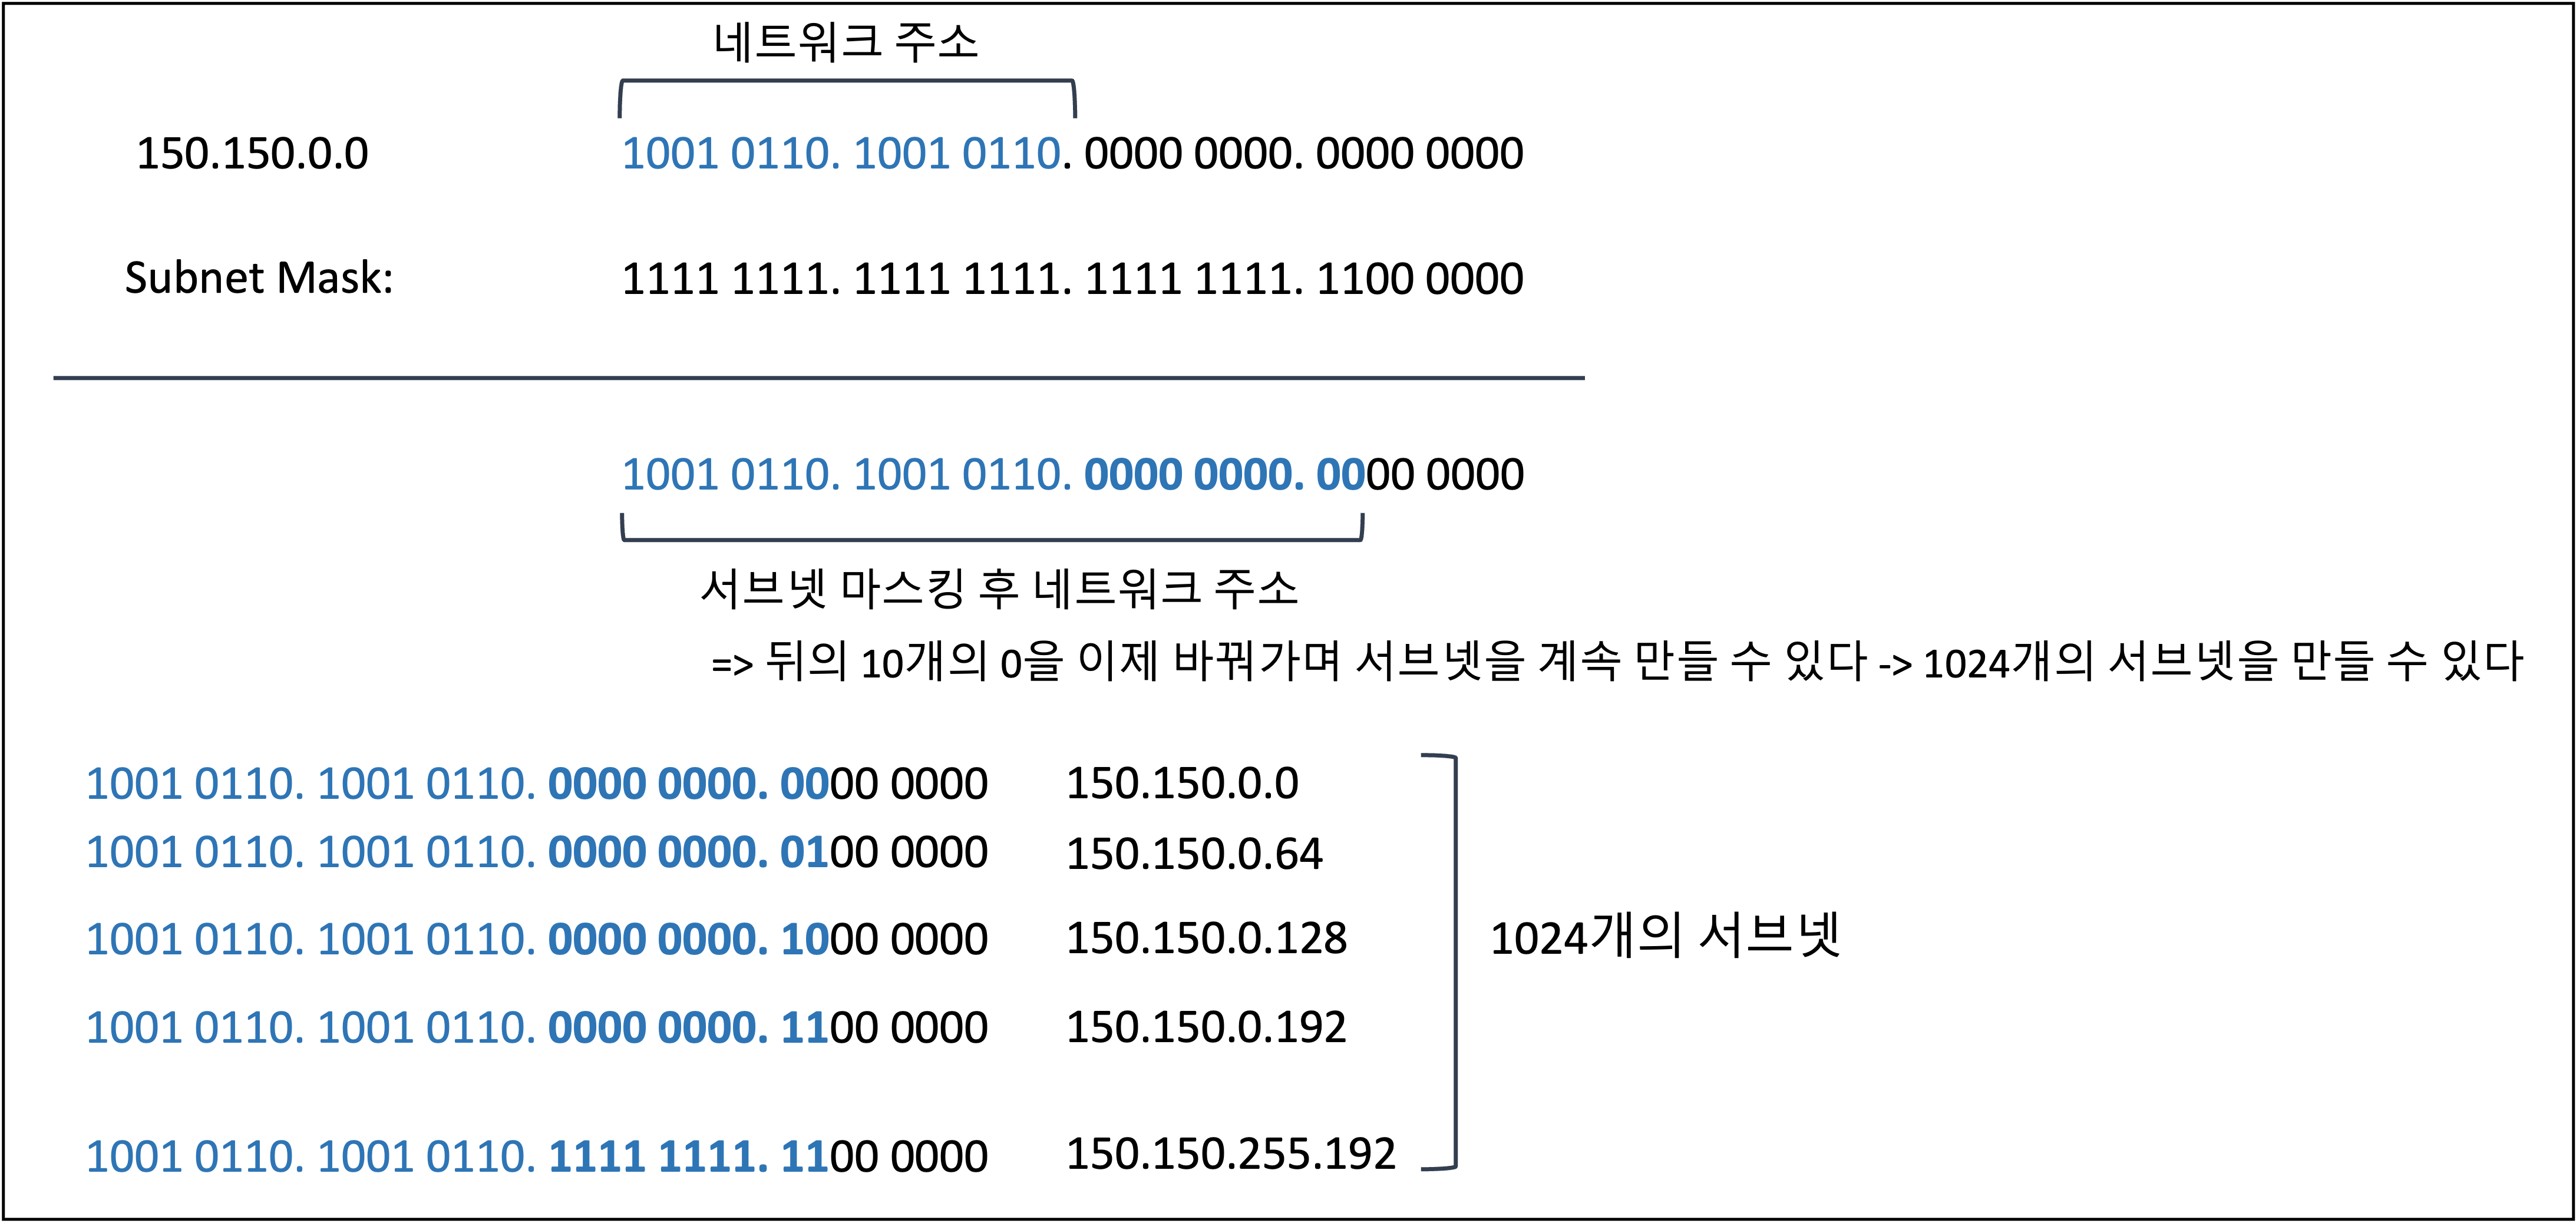 네트워크 주소
150.150.0.0 1001 0110. 1001 0110. 0000 0000. 0000 0000
Subnet Mask: 1111 1111. 1111 1111. 1111 1111. 1100 0000
1001 0110. 1001 0110. 0000 0000. 0000 0000
서브넷 마스킹 후 네트워크 주소
=> 뒤의 10개의 0을 이제 바꿔가며 서브넷을 계속 만들 수 있다 -> 1024개의 서브넷을 만들 수 있다
1001 0110. 1001 0110. 0000 0000. 0000 0000 150.150.0.0
1001 0110. 1001 0110. 0000 0000. 0100 0000 150.150.0.64
1001 0110. 1001 0110. 0000 0000. 1000 0000 150.150.0.128
1024개의 서브넷
1001 0110. 1001 0110. 0000 0000. 1100 0000 150.150.0.192
1001 0110. 1001 0110. 1111 1111. 1100 0000 150.150.255.192